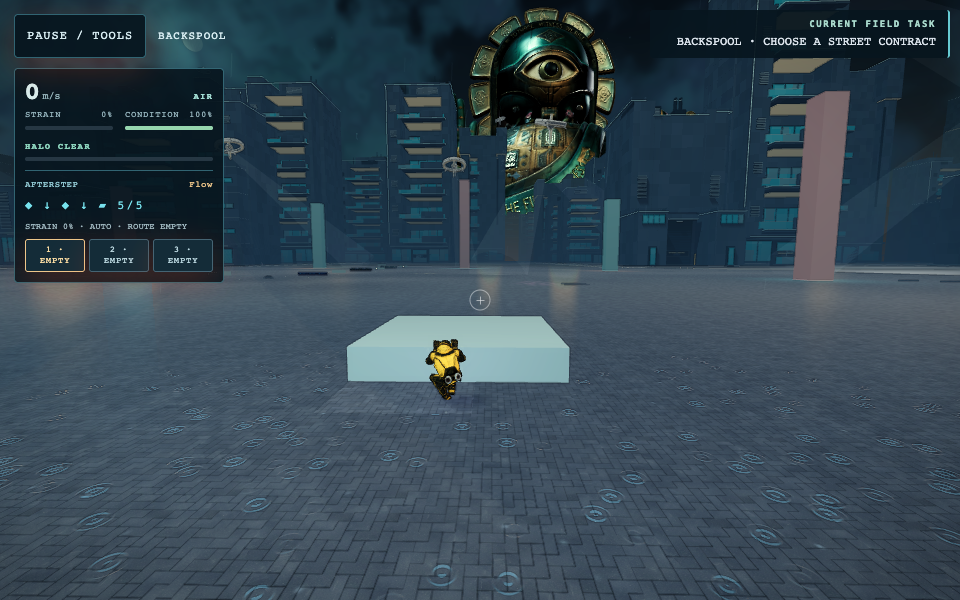 PAUSE / TOOLS
BACKSPOOL
CURRENT FIELD TASK
BACKSPOOL · CHOOSE A STREET CONTRACT
0 m/s
AIR
STRAIN 0%
CONDITION 100%
HALO CLEAR
AFTERSTEP
Flow
5/5
STRAIN 0% · AUTO · ROUTE EMPTY
1 ·
EMPTY
2 ·
EMPTY
3 ·
EMPTY